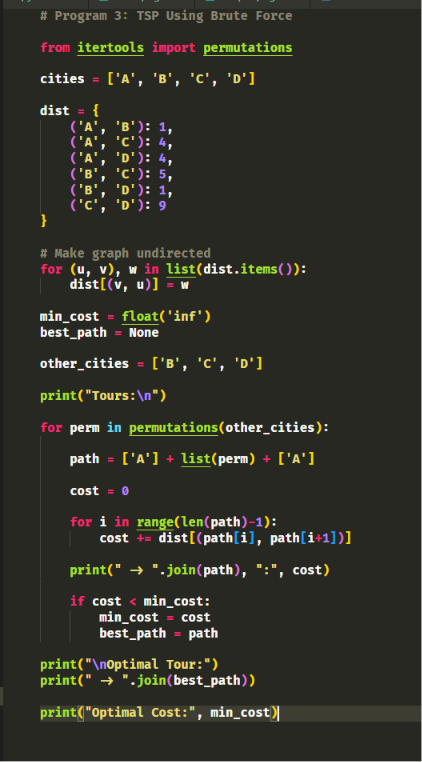 # Program 3: TSP Using Brute Force
from itertools import permutations
cities = ['A', 'B', 'C', 'D']
dist = {
    ('A', 'B'): 1,
    ('A', 'C'): 4,
    ('A', 'D'): 4,
    ('B', 'C'): 5,
    ('B', 'D'): 1,
    ('C', 'D'): 9
}
# Make graph undirected
for (u, v), w in list(dist.items()):
    dist[(v, u)] = w
min_cost = float('inf')
best_path = None
other_cities = ['B', 'C', 'D']
print("Tours:\n")
for perm in permutations(other_cities):
    path = ['A'] + list(perm) + ['A']
    cost = 0
    for i in range(len(path)-1):
        cost += dist[(path[i], path[i+1])]
    print(" → ".join(path), ":", cost)
    if cost < min_cost:
        min_cost = cost
        best_path = path
print("\nOptimal Tour:")
print(" → ".join(best_path))
print("Optimal Cost:", min_cost)